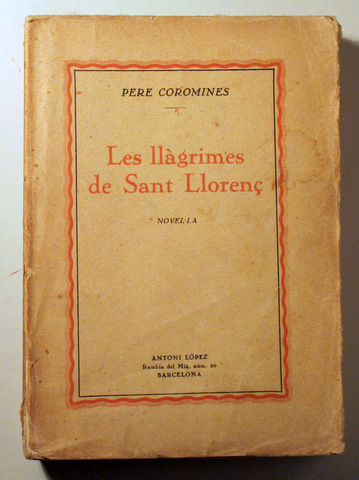 PERE COROMINES
Les llàgrimes
de Sant Llorenç
NOVEL·LA
ANTONI LÓPEZ
Rambla del Mig, núm. 20
BARCELONA